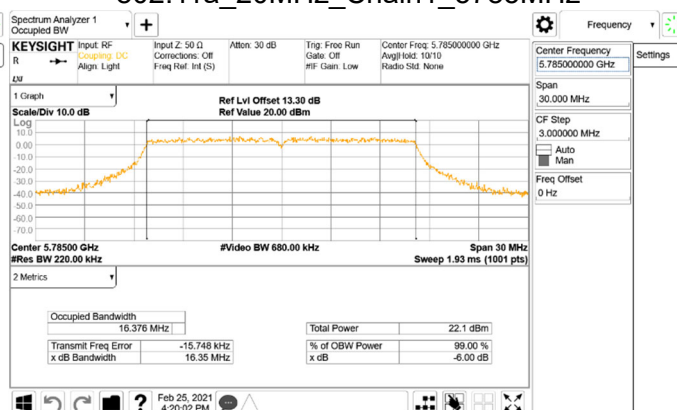 Spectrum Analyzer 1
Occupied BW
Frequency
KEYSIGHT
Input: RF
Coupling: DC
Align: Light
Input Z: 50 Ω
Corrections: Off
Freq Ref: Int (S)
Atten: 30 dB
Trig: Free Run
Gate: Off
#IF Gain: Low
Center Freq: 5.785000000 GHz
Avg|Hold: 10/10
Radio Std: None
R
LXI
Center Frequency
5.785000000 GHz
Settings
Span
30.000 MHz
CF Step
3.000000 MHz
Auto
Man
Freq Offset
0 Hz
1 Graph
Scale/Div 10.0 dB
Ref Lvl Offset 13.30 dB
Ref Value 20.00 dBm
Log
10.0
0.00
-10.0
-20.0
-30.0
-40.0
-50.0
-60.0
-70.0
Center 5.78500 GHz
#Video BW 680.00 kHz
Span 30 MHz
#Res BW 220.00 kHz
Sweep 1.93 ms (1001 pts)
2 Metrics
Occupied Bandwidth
16.376 MHz
Total Power 22.1 dBm
Transmit Freq Error -15.748 kHz
% of OBW Power 99.00 %
x dB Bandwidth 16.35 MHz
x dB -6.00 dB
Feb 25, 2021
4:20:02 PM